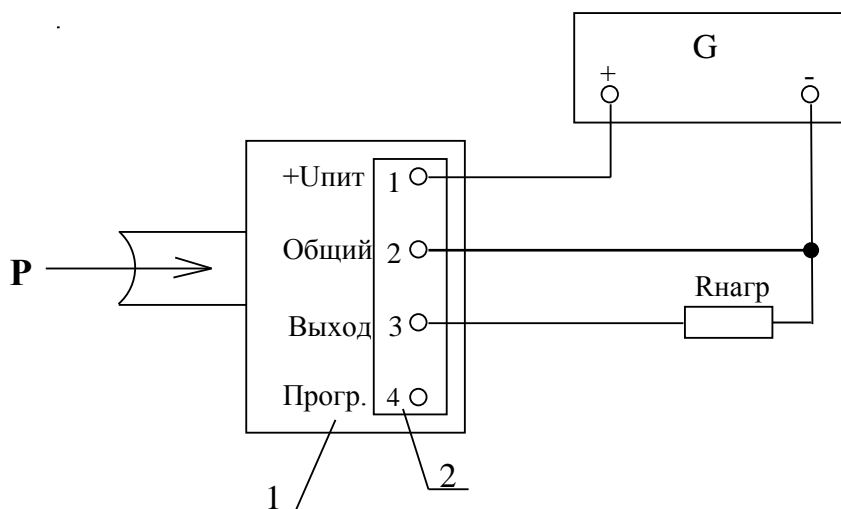 G
+ -
+Uпит 1
Общий 2
P
Rнагр
Выход 3
Прогр. 4
1
2